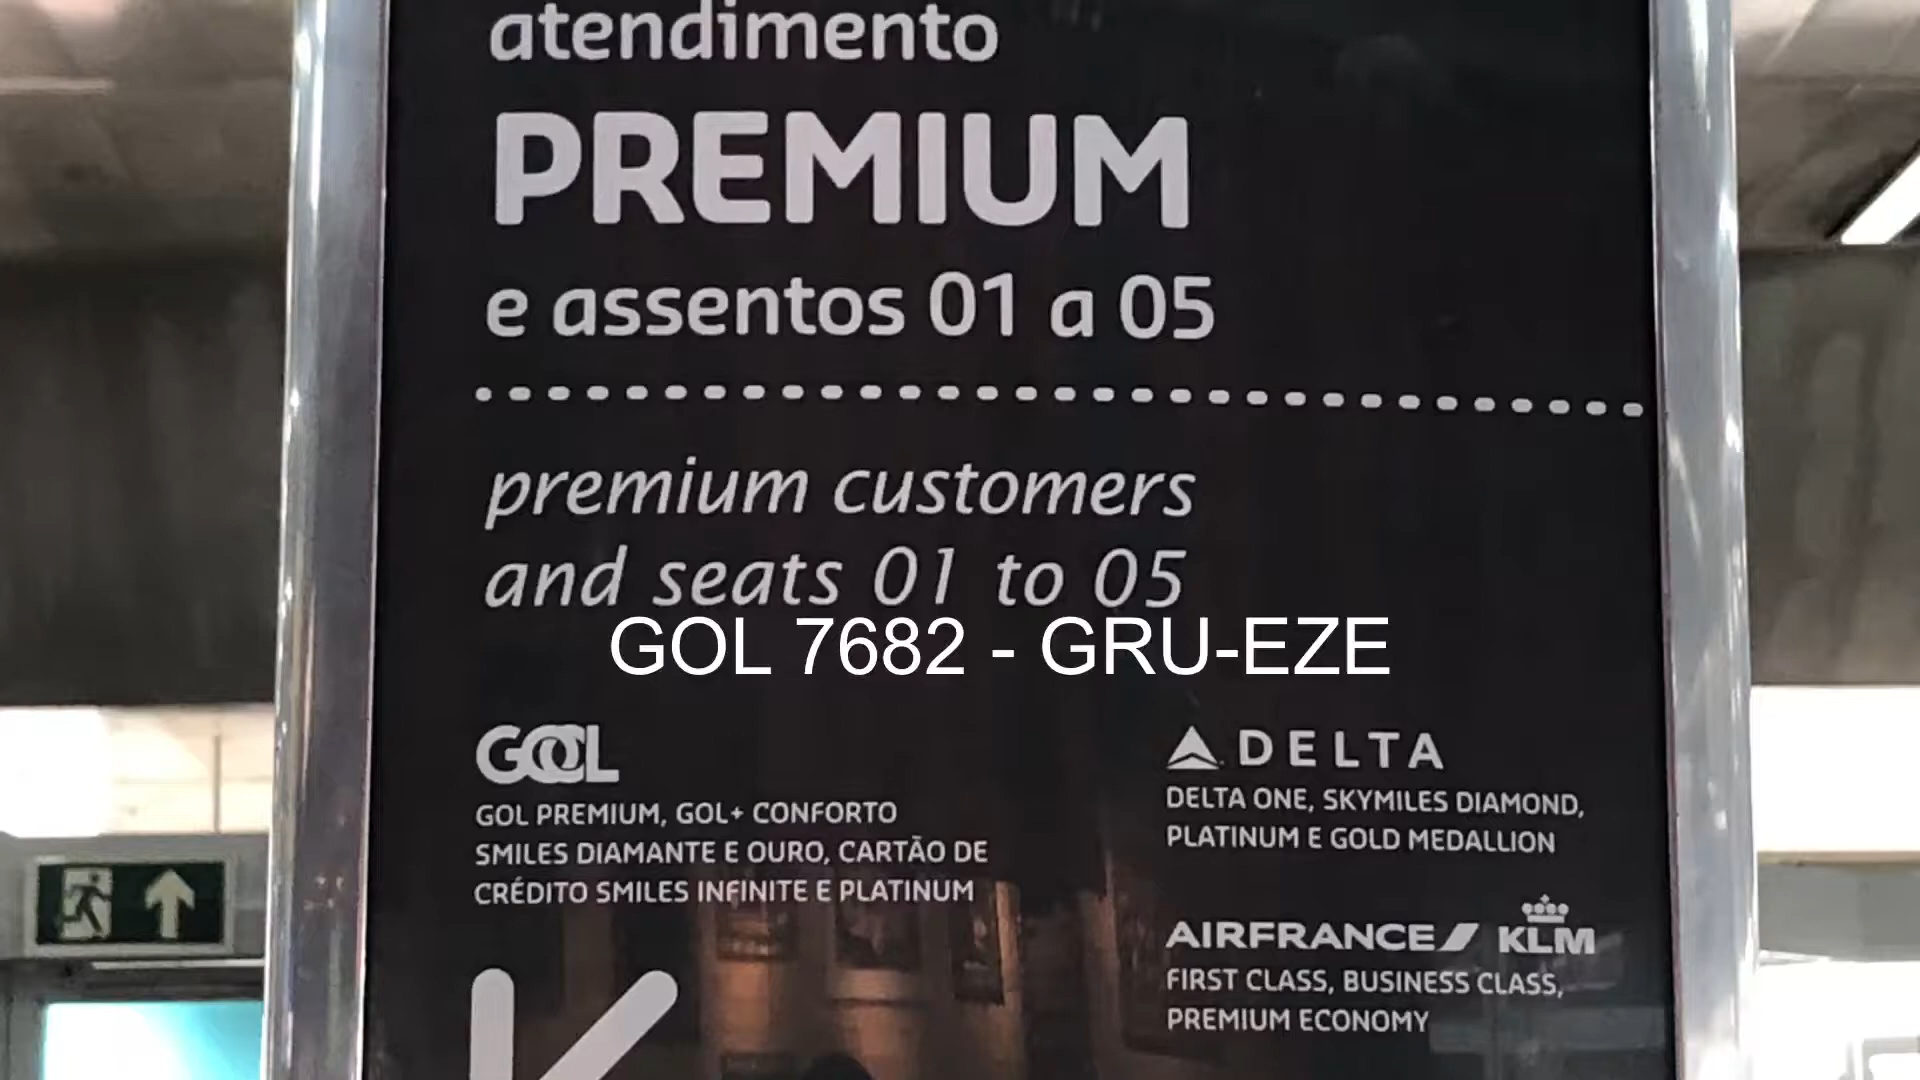 atendimento
PREMIUM
e assentos 01 a 05
premium customers
and seats 01 to 05
GOL 7682 - GRU-EZE
GOL
GOL PREMIUM, GOL+ CONFORTO
SMILES DIAMANTE E OURO, CARTÃO DE
CRÉDITO SMILES INFINITE E PLATINUM
DELTA
DELTA ONE, SKYMILES DIAMOND,
PLATINUM E GOLD MEDALLION
AIRFRANCE KLM
FIRST CLASS, BUSINESS CLASS,
PREMIUM ECONOMY